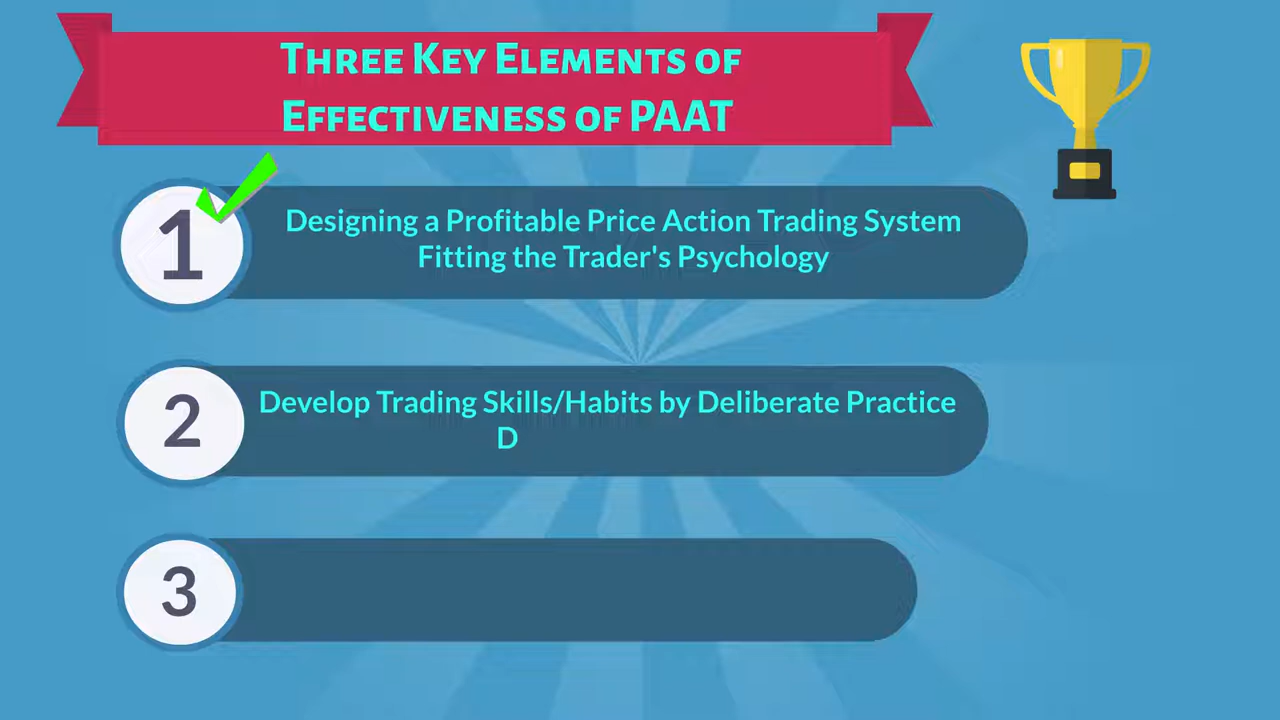 Three Key Elements of
Effectiveness of PAAT
1
Designing a Profitable Price Action Trading System
Fitting the Trader's Psychology
2
Develop Trading Skills/Habits by Deliberate Practice
D
3